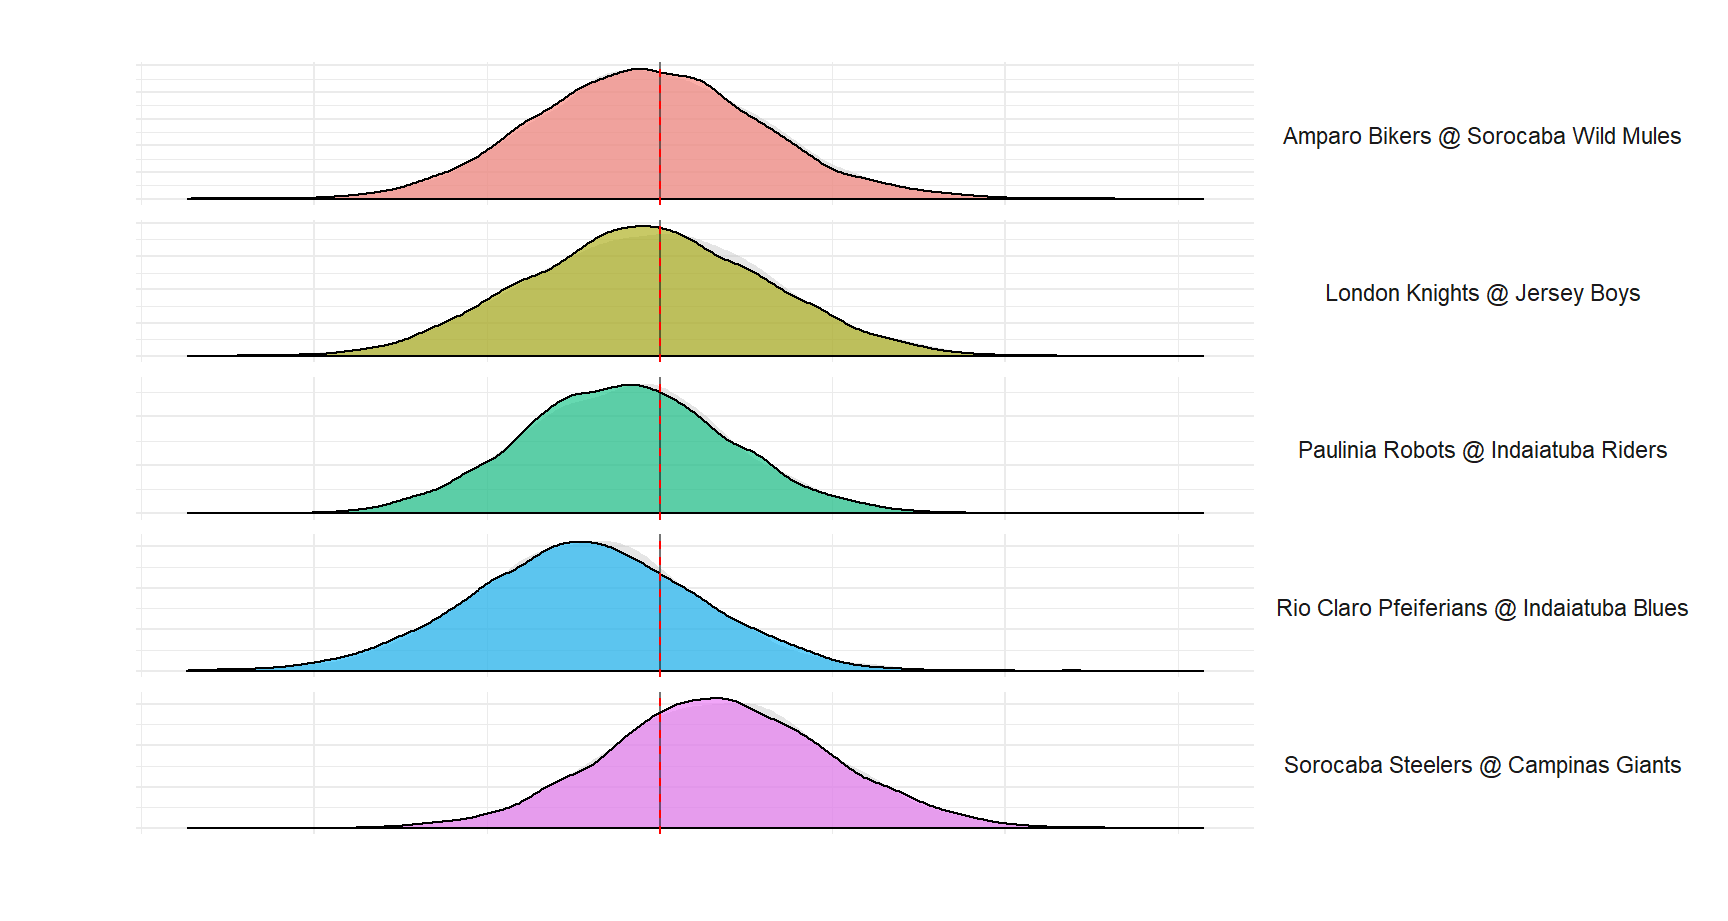 Amparo Bikers @ Sorocaba Wild Mules
London Knights @ Jersey Boys
Paulinia Robots @ Indaiatuba Riders
Rio Claro Pfeiferians @ Indaiatuba Blues
Sorocaba Steelers @ Campinas Giants